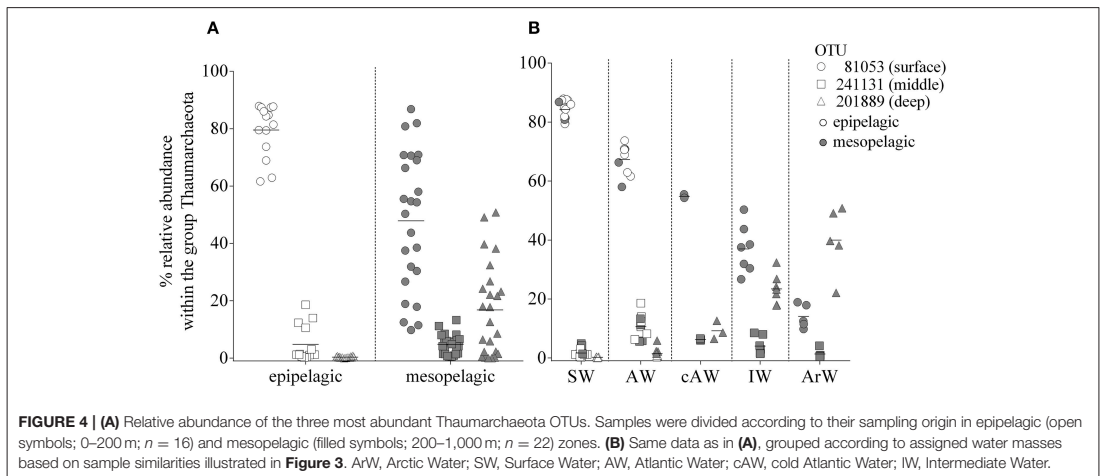 A
B
% relative abundance
within the group Thaumarchaeota
100
80
60
40
20
0
epipelagic
mesopelagic
100
80
60
40
20
0
SW
AW
cAW
IW
ArW
OTU
81053 (surface)
241131 (middle)
201889 (deep)
epipelagic
mesopelagic
FIGURE 4 | (A) Relative abundance of the three most abundant Thaumarchaeota OTUs. Samples were divided according to their sampling origin in epipelagic (open
symbols; 0–200 m; n = 16) and mesopelagic (filled symbols; 200–1,000 m; n = 22) zones. (B) Same data as in (A), grouped according to assigned water masses
based on sample similarities illustrated in Figure 3. ArW, Arctic Water; SW, Surface Water; AW, Atlantic Water; cAW, cold Atlantic Water; IW, Intermediate Water.